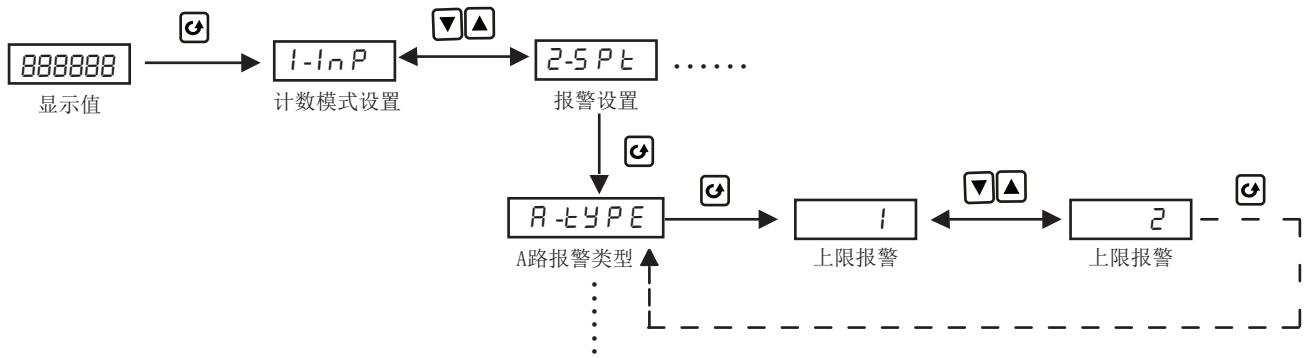 888888
显示值
1-InP
计数模式设置
2-SPt
......
报警设置
A-tYPE
A路报警类型
1
上限报警
2
上限报警